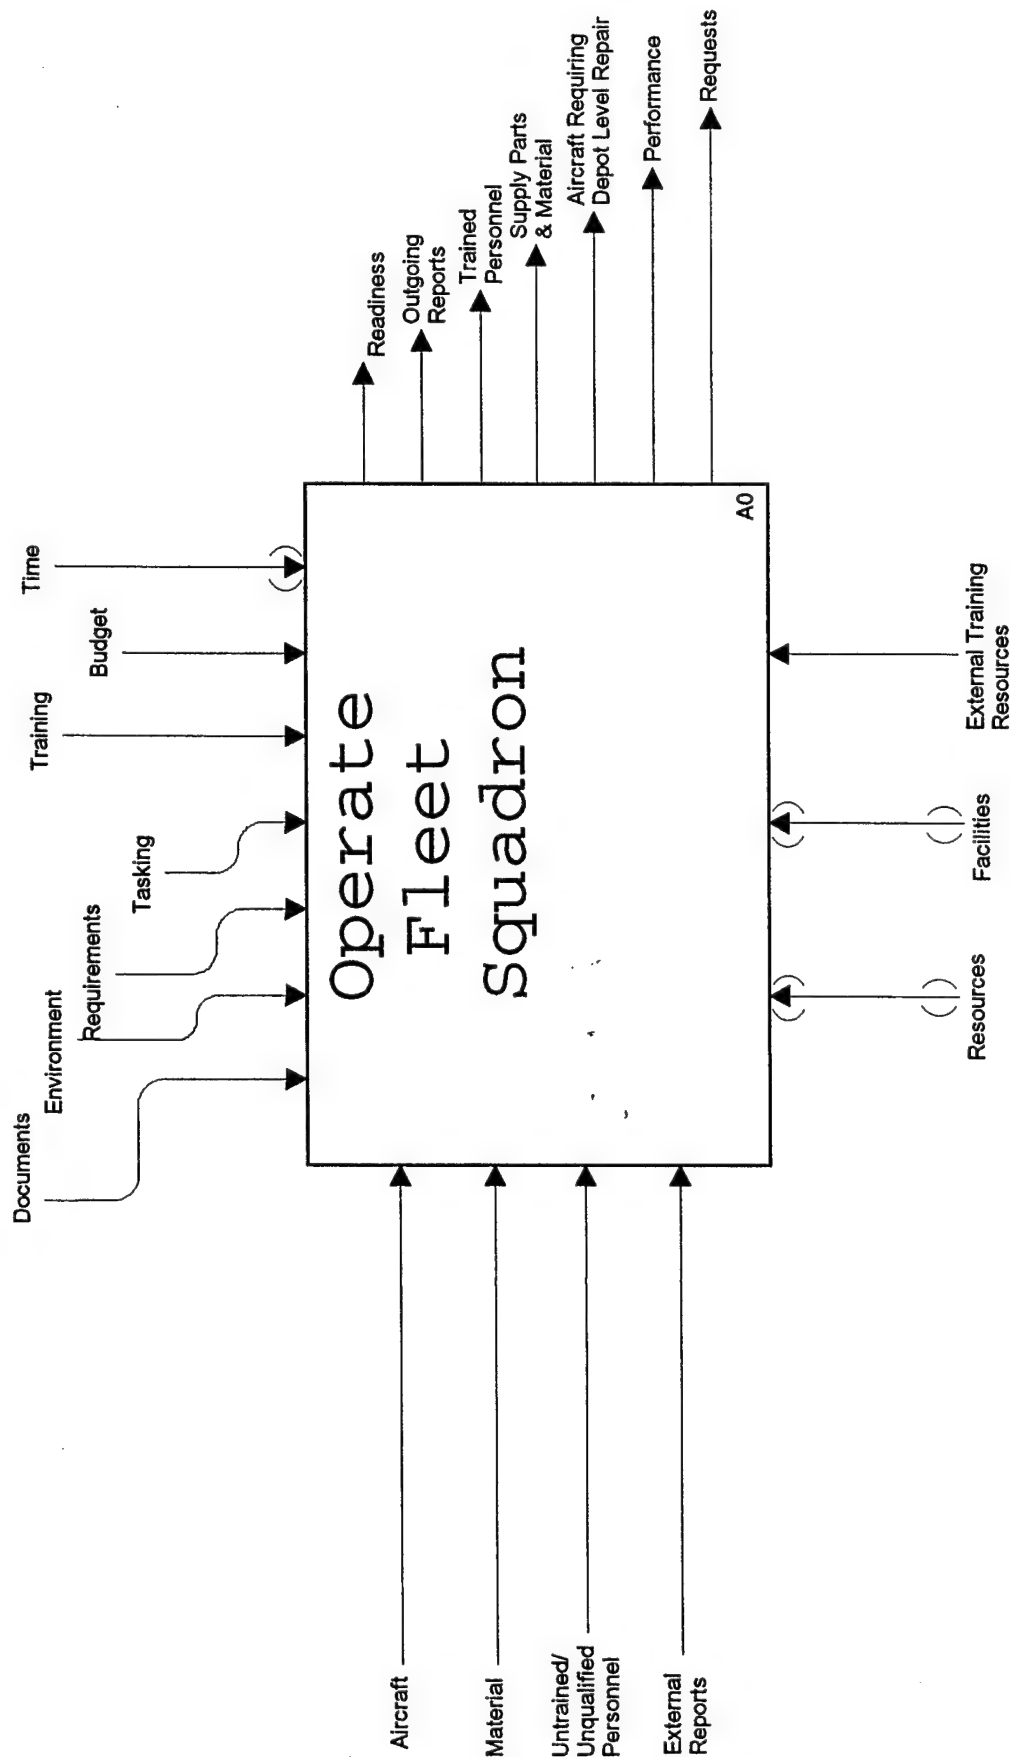 Documents
Environment
Requirements
Tasking
Training
Budget
Time
Aircraft
Material
Untrained/
Unqualified
Personnel
External
Reports
Operate
Fleet
Squadron
A0
Readiness
Outgoing
Reports
Trained
Personnel
Supply Parts
& Material
Aircraft Requiring
Depot Level Repair
Performance
Requests
Resources
Facilities
External Training
Resources